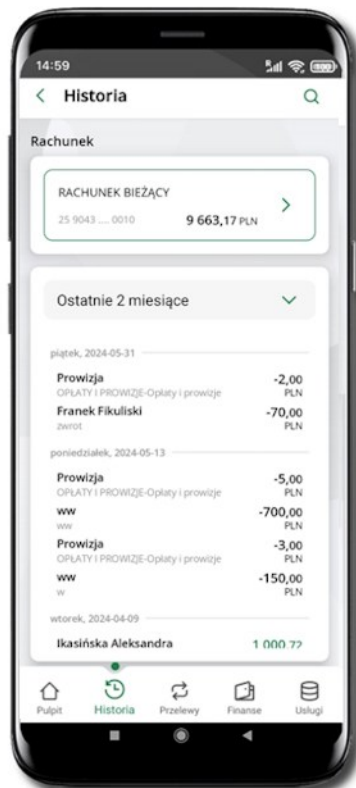 14:59
100
Historia
Rachunek
RACHUNEK BIEŻĄCY
25 9043 .... 0010 9 663,17 PLN
Ostatnie 2 miesiące
piątek, 2024-05-31
Prowizja -2,00
OPŁATY I PROWIZJE-Opłaty i prowizje PLN
Franek Fikuliski -70,00
zwrot PLN
poniedziałek, 2024-05-13
Prowizja -5,00
OPŁATY I PROWIZJE-Opłaty i prowizje PLN
ww -700,00
ww PLN
Prowizja -3,00
OPŁATY I PROWIZJE-Opłaty i prowizje PLN
ww -150,00
w PLN
wtorek, 2024-04-09
Ikasińska Aleksandra 1 000,72
Pulpit Historia Przelewy Finanse Usługi